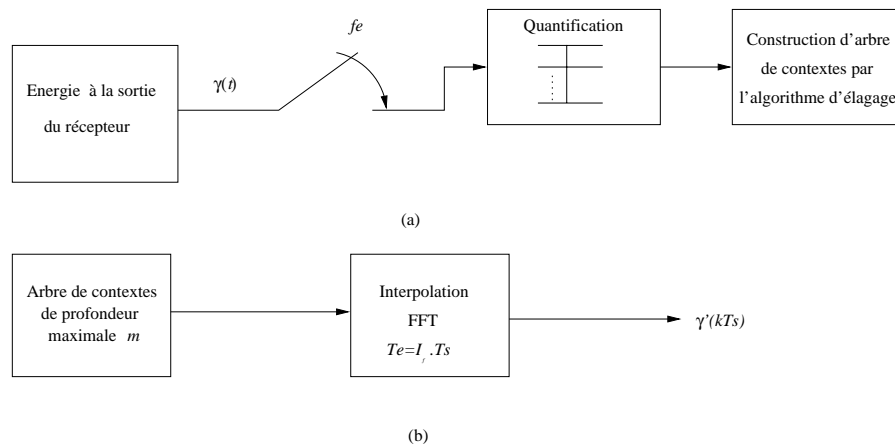 fe
Quantification
Energie à la sortie
du récepteur
γ(t)
Construction d'arbre
de contextes par
l'algorithme d'élagage
(a)
Arbre de contextes
de profondeur
maximale m
Interpolation
FFT
Te=I_f .Ts
γ'(kTs)
(b)